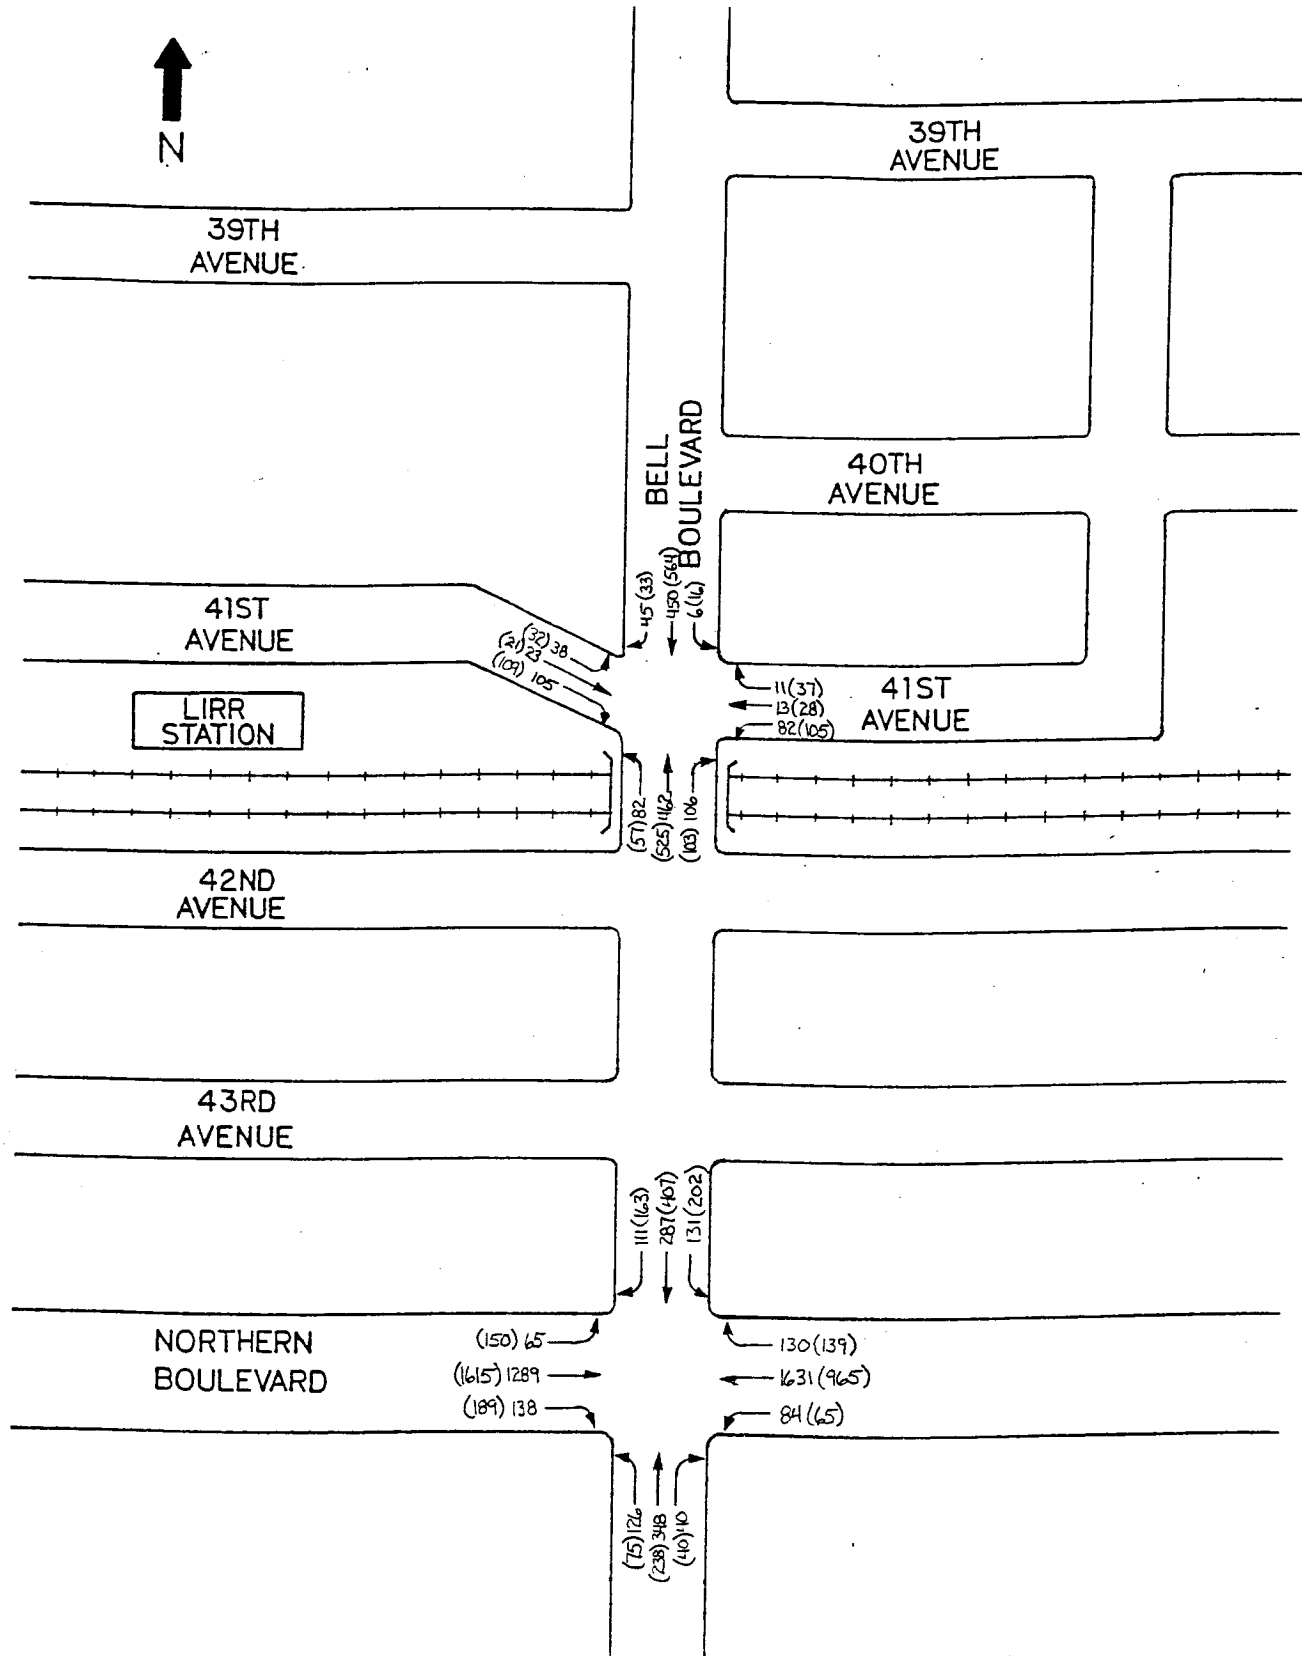 N
39TH
AVENUE
39TH
AVENUE
BELL
BOULEVARD
40TH
AVENUE
45(33)
450(564)
6(16)
41ST
AVENUE
(32)38
(21)23
(109) 105
11(37)
13(28)
82(105)
41ST
AVENUE
LIRR
STATION
(57)82
(525)462
(103) 106
42ND
AVENUE
43RD
AVENUE
111(163)
287(407)
131(202)
NORTHERN
BOULEVARD
(150) 65
(1615) 1289
(189) 138
130(139)
1631(965)
84(65)
(75)126
(238)348
(40)40